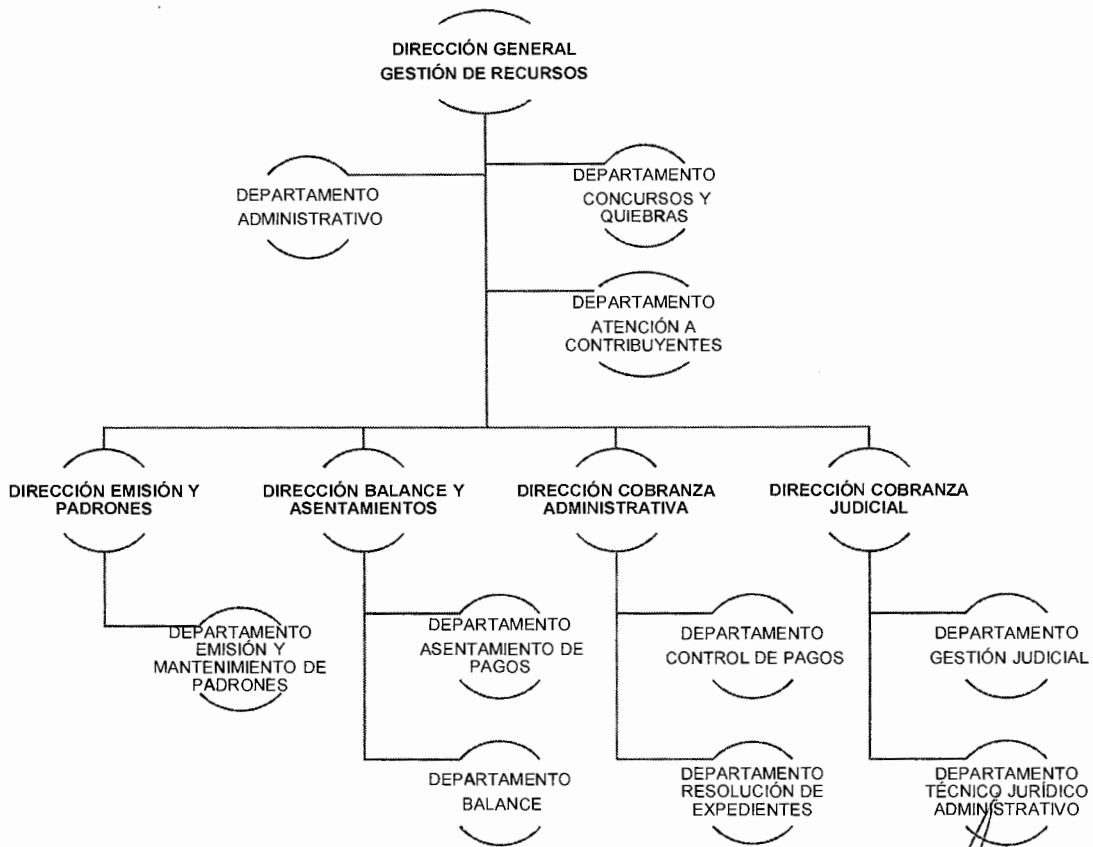 DIRECCIÓN GENERAL
GESTIÓN DE RECURSOS
DEPARTAMENTO
ADMINISTRATIVO
DEPARTAMENTO
CONCURSOS Y
QUIEBRAS
DEPARTAMENTO
ATENCIÓN A
CONTRIBUYENTES
DIRECCIÓN EMISIÓN Y
PADRONES
DIRECCIÓN BALANCE Y
ASENTAMIENTOS
DIRECCIÓN COBRANZA
ADMINISTRATIVA
DIRECCIÓN COBRANZA
JUDICIAL
DEPARTAMENTO
EMISIÓN Y
MANTENIMIENTO DE
PADRONES
DEPARTAMENTO
ASENTAMIENTO DE
PAGOS
DEPARTAMENTO
CONTROL DE PAGOS
DEPARTAMENTO
GESTIÓN JUDICIAL
DEPARTAMENTO
BALANCE
DEPARTAMENTO
RESOLUCIÓN DE
EXPEDIENTES
DEPARTAMENTO
TÉCNICO JURÍDICO
ADMINISTRATIVO